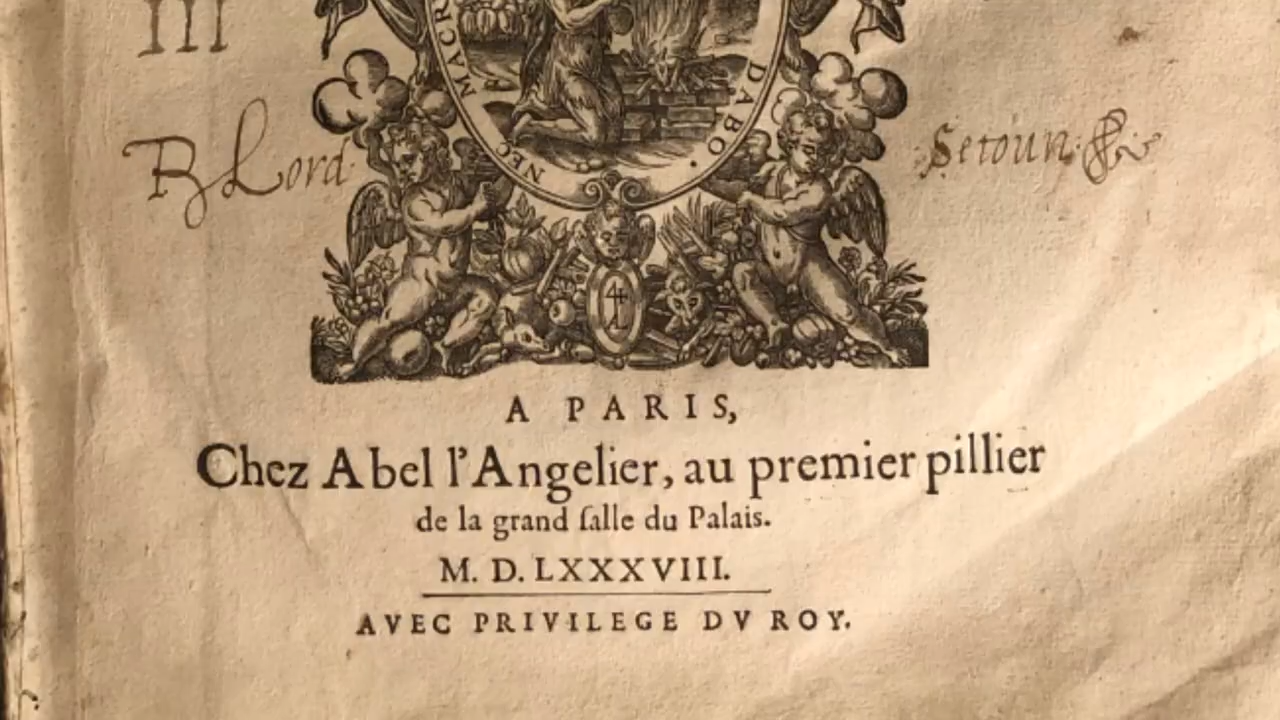 III
MACR
NEC
DABO
R Lord Setoun
A PARIS,
Chez Abel l'Angelier, au premier pillier
de la grand ſalle du Palais.
M. D. LXXXVIII.
AVEC PRIVILEGE DV ROY.